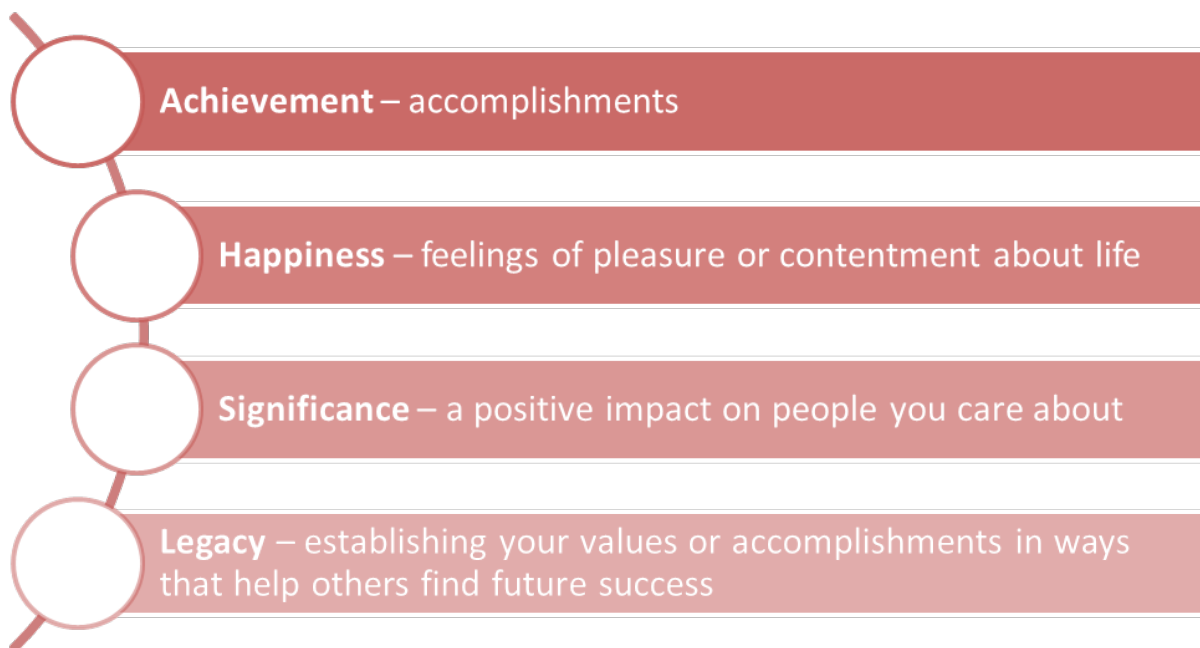 Achievement – accomplishments
Happiness – feelings of pleasure or contentment about life
Significance – a positive impact on people you care about
Legacy – establishing your values or accomplishments in ways
that help others find future success